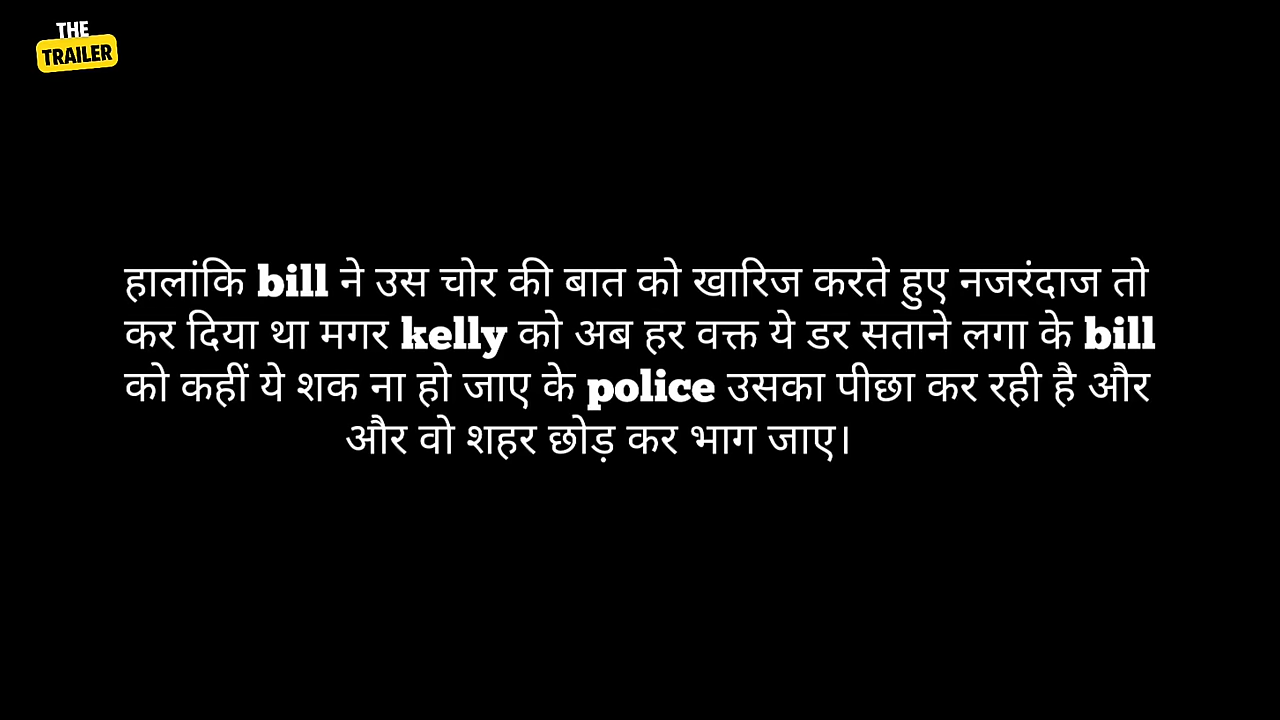 THE
TRAILER
हालांकि bill ने उस चोर की बात को खारिज करते हुए नजरंदाज तो
कर दिया था मगर kelly को अब हर वक्त ये डर सताने लगा के bill
को कहीं ये शक ना हो जाए के police उसका पीछा कर रही है और
और वो शहर छोड़ कर भाग जाए।